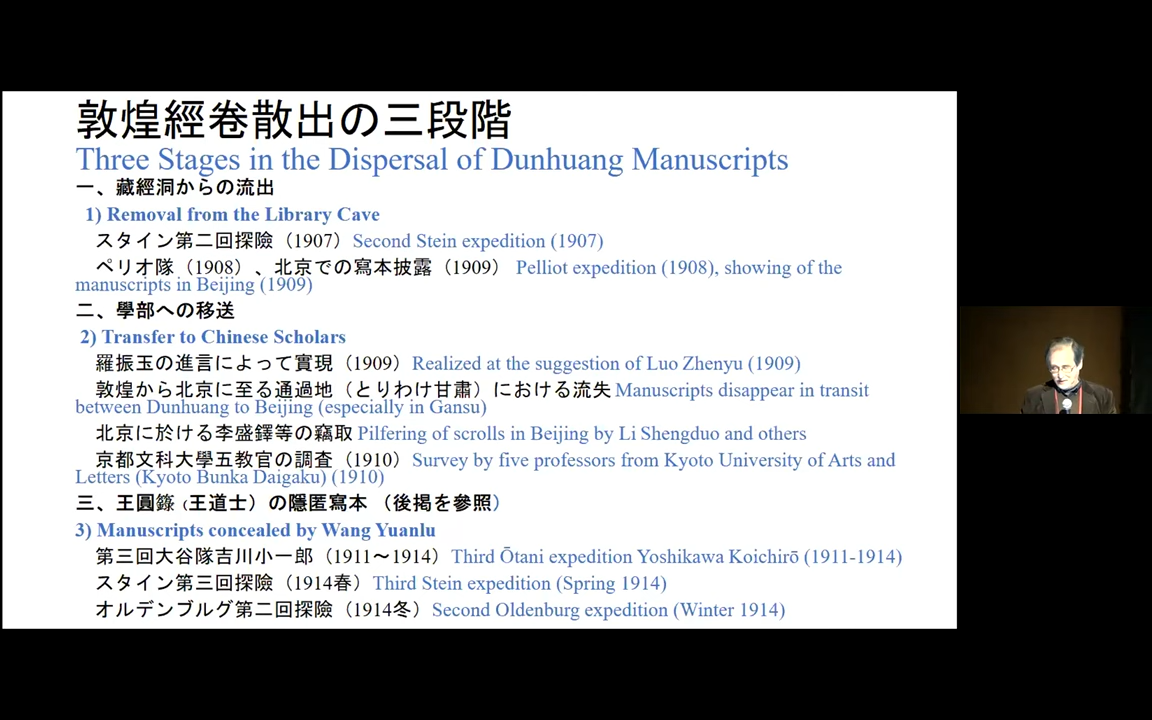 敦煌經卷散出の三段階
Three Stages in the Dispersal of Dunhuang Manuscripts
一、藏經洞からの流出
1) Removal from the Library Cave
スタイン第二回探險（1907）Second Stein expedition (1907)
ペリオ隊（1908）、北京での寫本披露（1909） Pelliot expedition (1908), showing of the
manuscripts in Beijing (1909)
二、學部への移送
2) Transfer to Chinese Scholars
羅振玉の進言によって實現（1909）Realized at the suggestion of Luo Zhenyu (1909)
敦煌から北京に至る通過地（とりわけ甘肅）における流失 Manuscripts disappear in transit
between Dunhuang to Beijing (especially in Gansu)
北京に於ける李盛鐸等の竊取 Pilfering of scrolls in Beijing by Li Shengduo and others
京都文科大學五教官の調査（1910）Survey by five professors from Kyoto University of Arts and
Letters (Kyoto Bunka Daigaku) (1910)
三、王圓籙（王道士）の隱匿寫本 （後掲を參照）
3) Manuscripts concealed by Wang Yuanlu
第三回大谷隊吉川小一郎（1911～1914）Third Ōtani expedition Yoshikawa Koichirō (1911-1914)
スタイン第三回探險（1914春）Third Stein expedition (Spring 1914)
オルデンブルグ第二回探險（1914冬）Second Oldenburg expedition (Winter 1914)